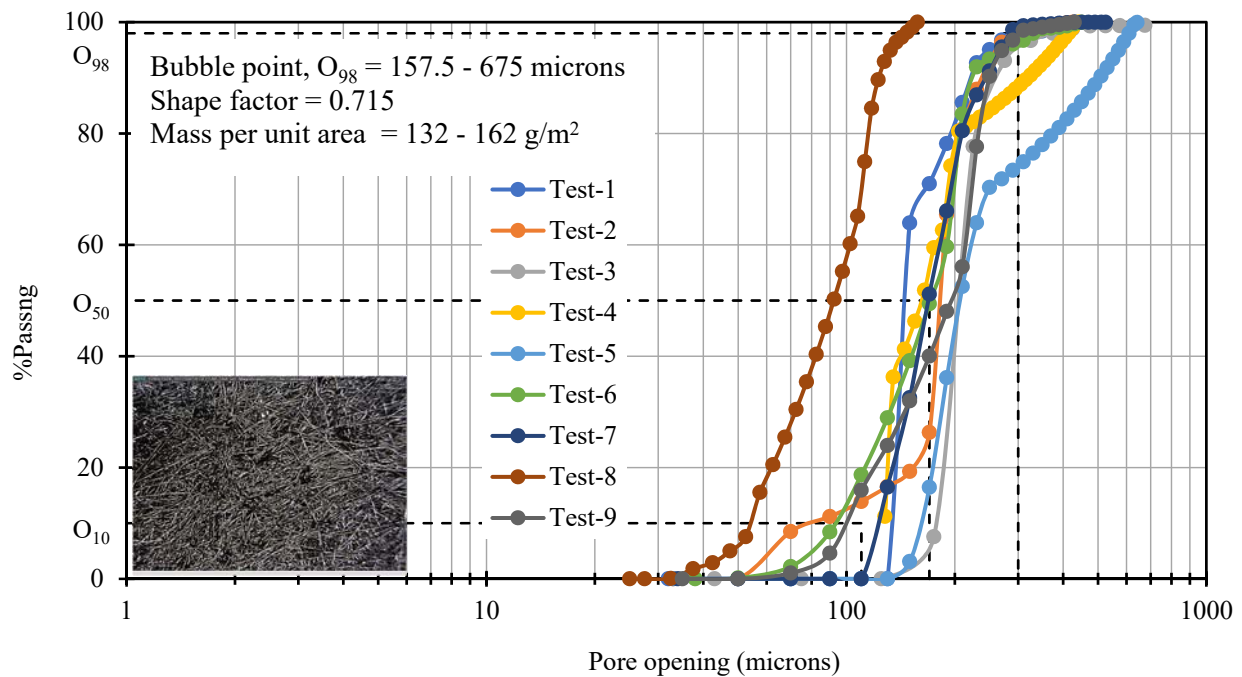 100
O98
80
60
O50
40
20
O10
0
%Passng
Bubble point, O98 = 157.5 - 675 microns
Shape factor = 0.715
Mass per unit area = 132 - 162 g/m²
Test-1
Test-2
Test-3
Test-4
Test-5
Test-6
Test-7
Test-8
Test-9
1
10
100
1000
Pore opening (microns)